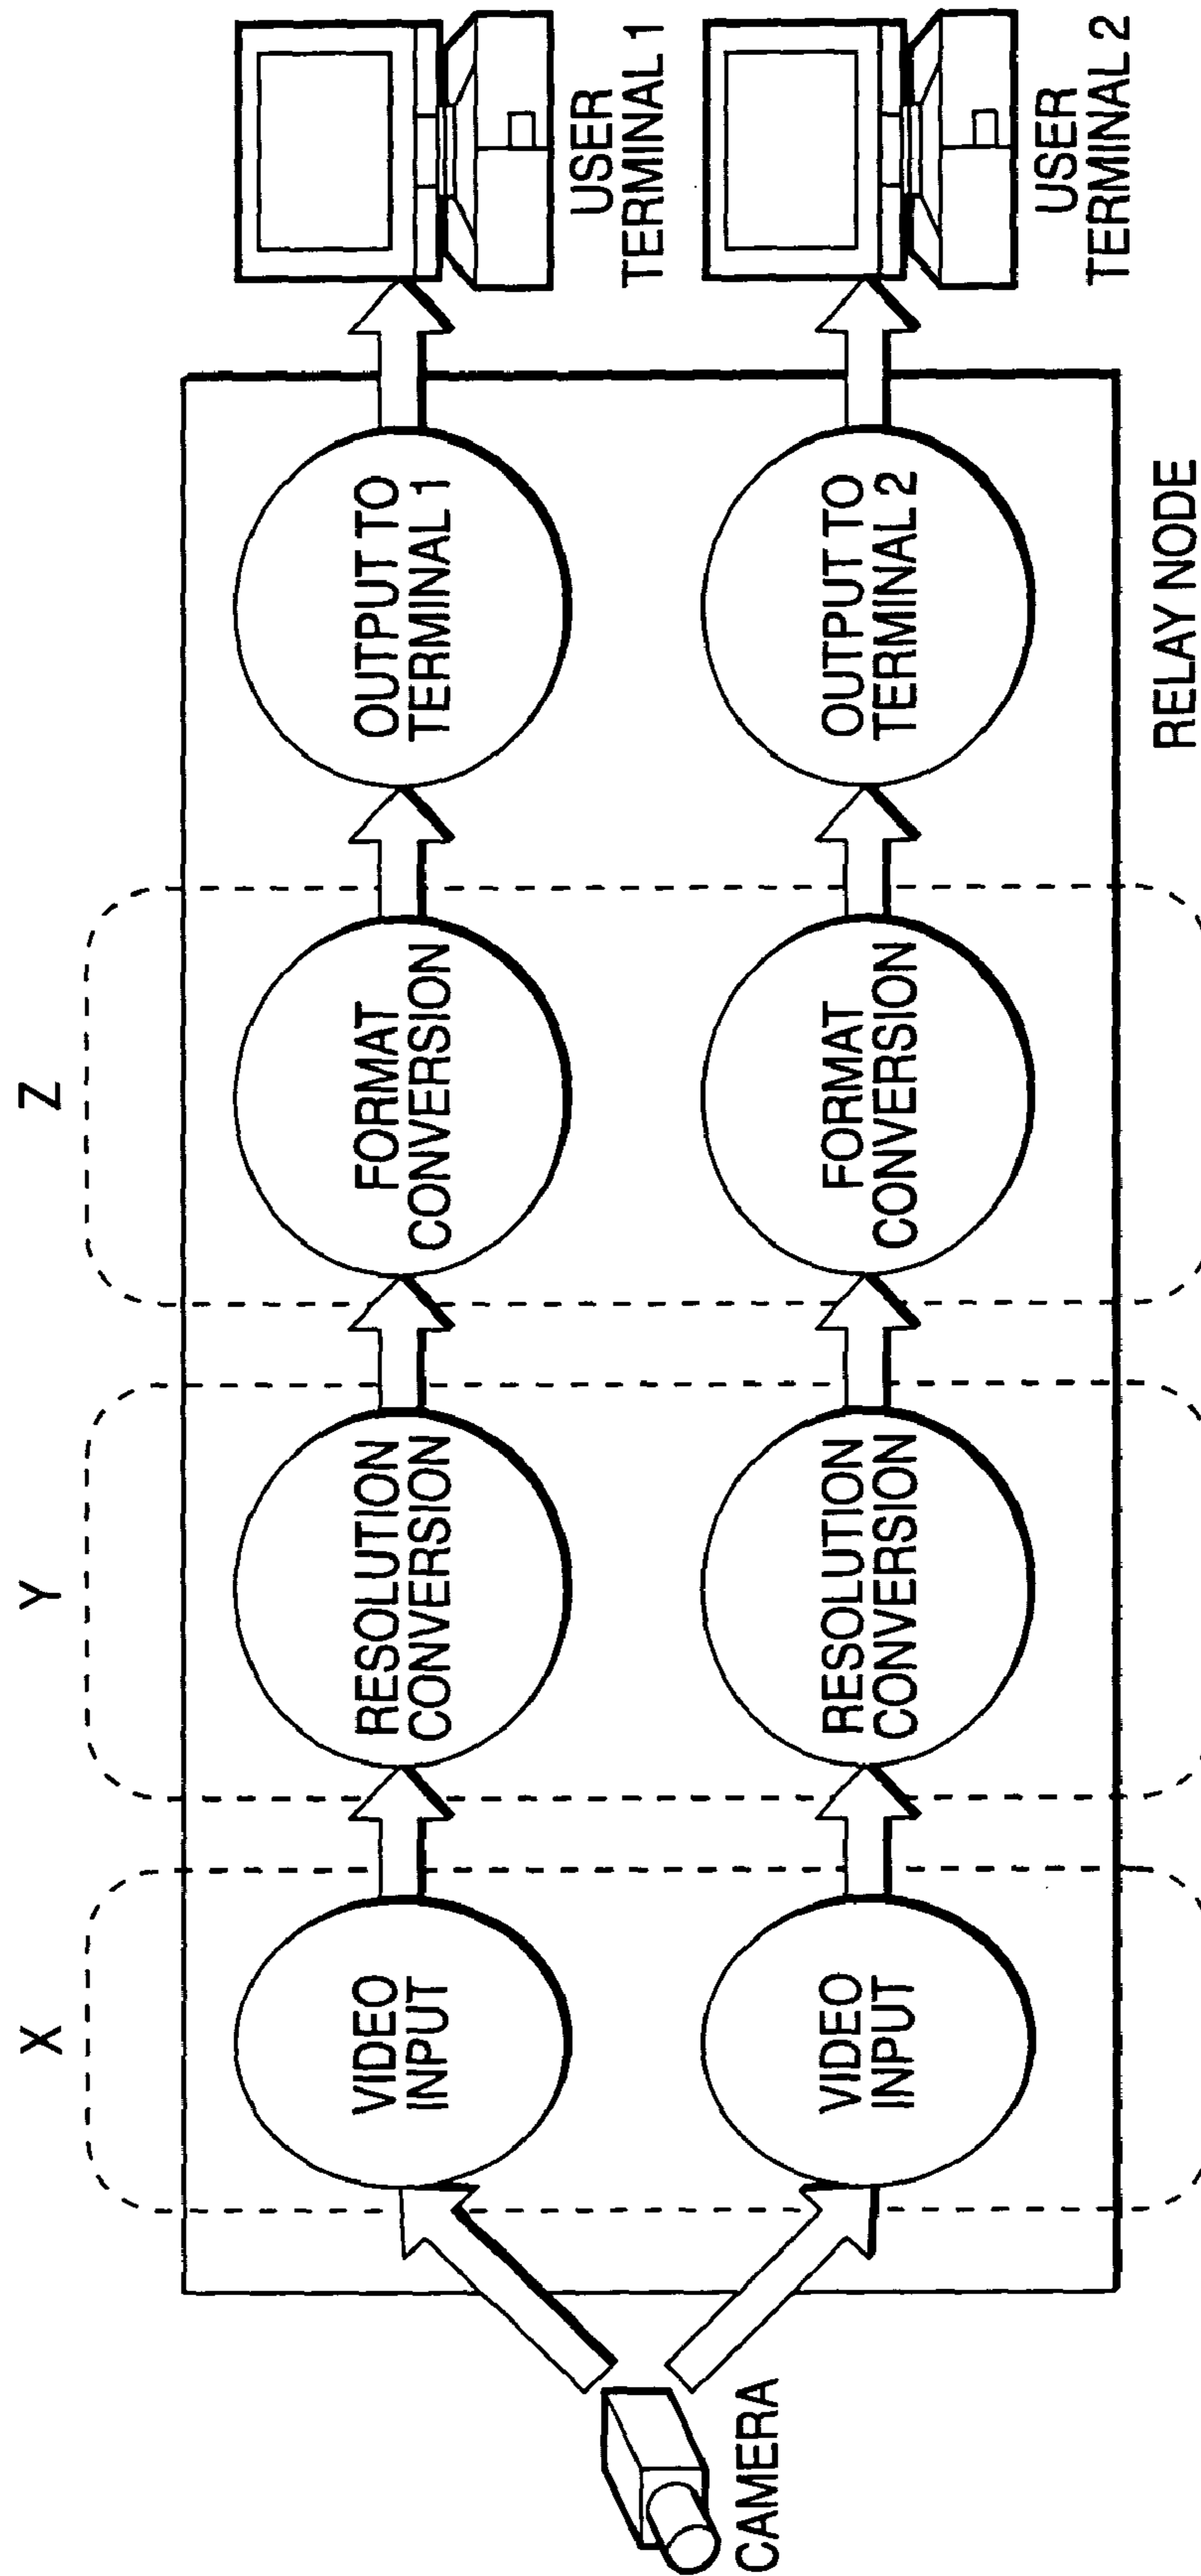 X
Y
Z
VIDEO
INPUT
RESOLUTION
CONVERSION
FORMAT
CONVERSION
OUTPUT TO
TERMINAL 1
USER
TERMINAL 1
CAMERA
VIDEO
INPUT
RESOLUTION
CONVERSION
FORMAT
CONVERSION
OUTPUT TO
TERMINAL 2
USER
TERMINAL 2
RELAY NODE